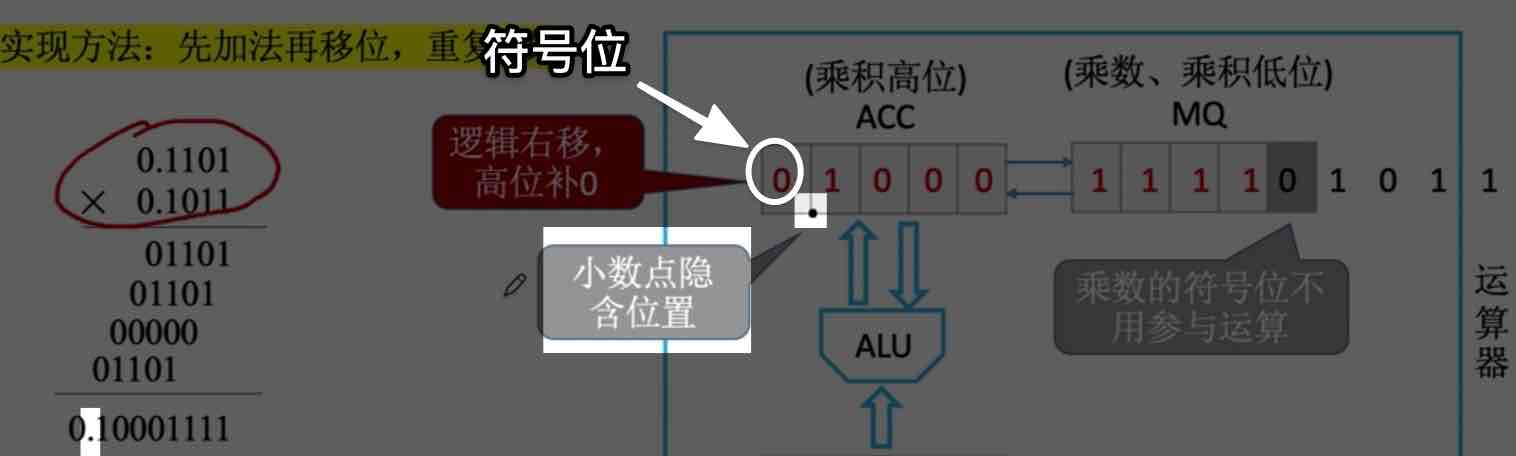 实现方法：先加法再移位，重复
符号位
(乘积高位)
ACC
(乘数、乘积低位)
MQ
逻辑右移，
高位补0
0 1 0 0 0
1 1 1 1 0 1 0 1 1
0.1101
× 0.1011
01101
01101
00000
01101
0.10001111
小数点隐
含位置
乘数的符号位不
用参与运算
ALU
运
算
器